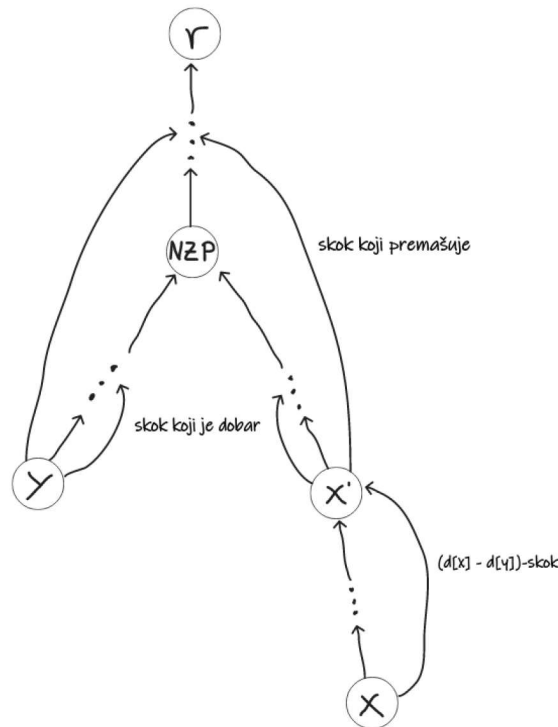 r
NZP
skok koji premašuje
skok koji je dobar
y
x'
(d[x] - d[y])-skok
x